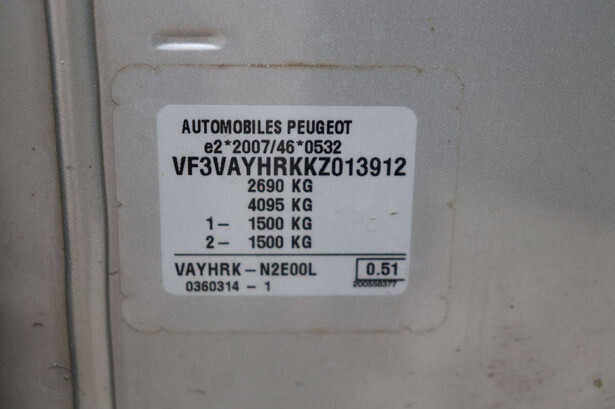 AUTOMOBILES PEUGEOT
e2*2007/46*0532
VF3VAYHRKKZ013912
2690 KG
4095 KG
1- 1500 KG
2- 1500 KG
VAYHRK-N2E00L 0.51
0360314-1 200558377